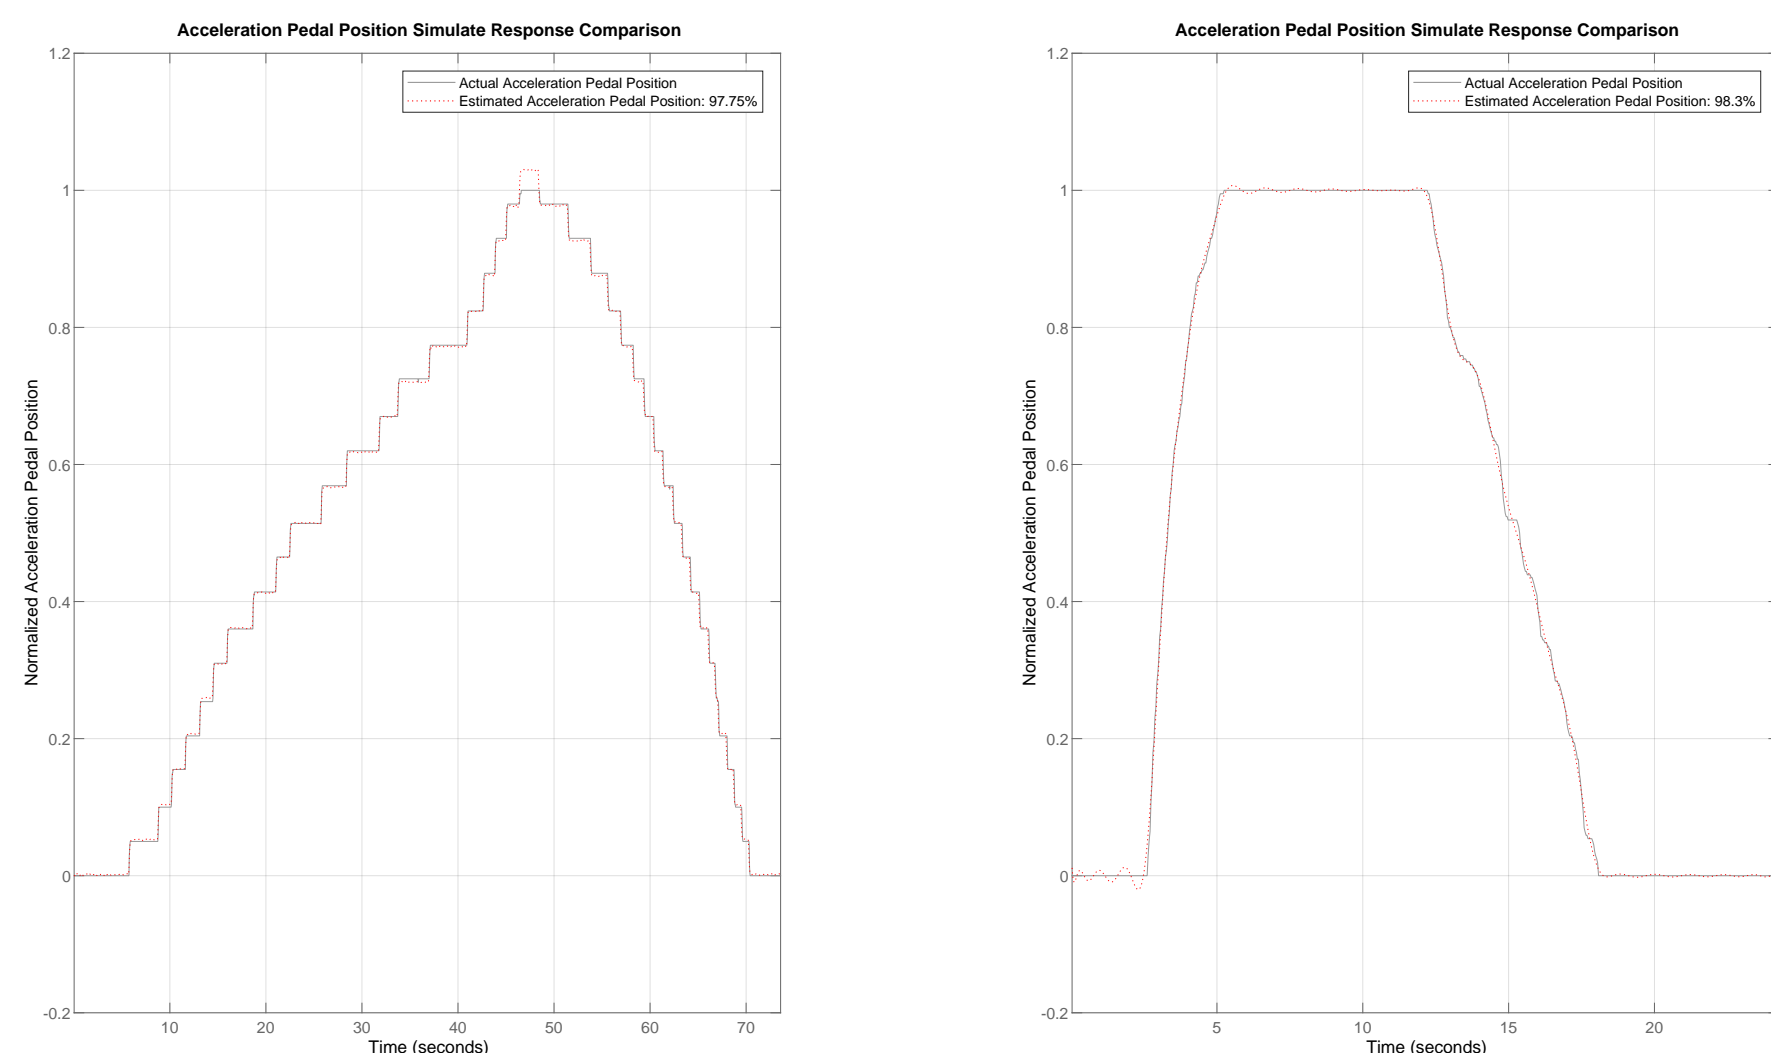 Acceleration Pedal Position Simulate Response Comparison
Actual Acceleration Pedal Position
Estimated Acceleration Pedal Position: 97.75%
Normalized Acceleration Pedal Position
1.2
1
0.8
0.6
0.4
0.2
0
-0.2
10 20 30 40 50 60 70
Time (seconds)
Acceleration Pedal Position Simulate Response Comparison
Actual Acceleration Pedal Position
Estimated Acceleration Pedal Position: 98.3%
Normalized Acceleration Pedal Position
1.2
1
0.8
0.6
0.4
0.2
0
-0.2
5 10 15 20
Time (seconds)